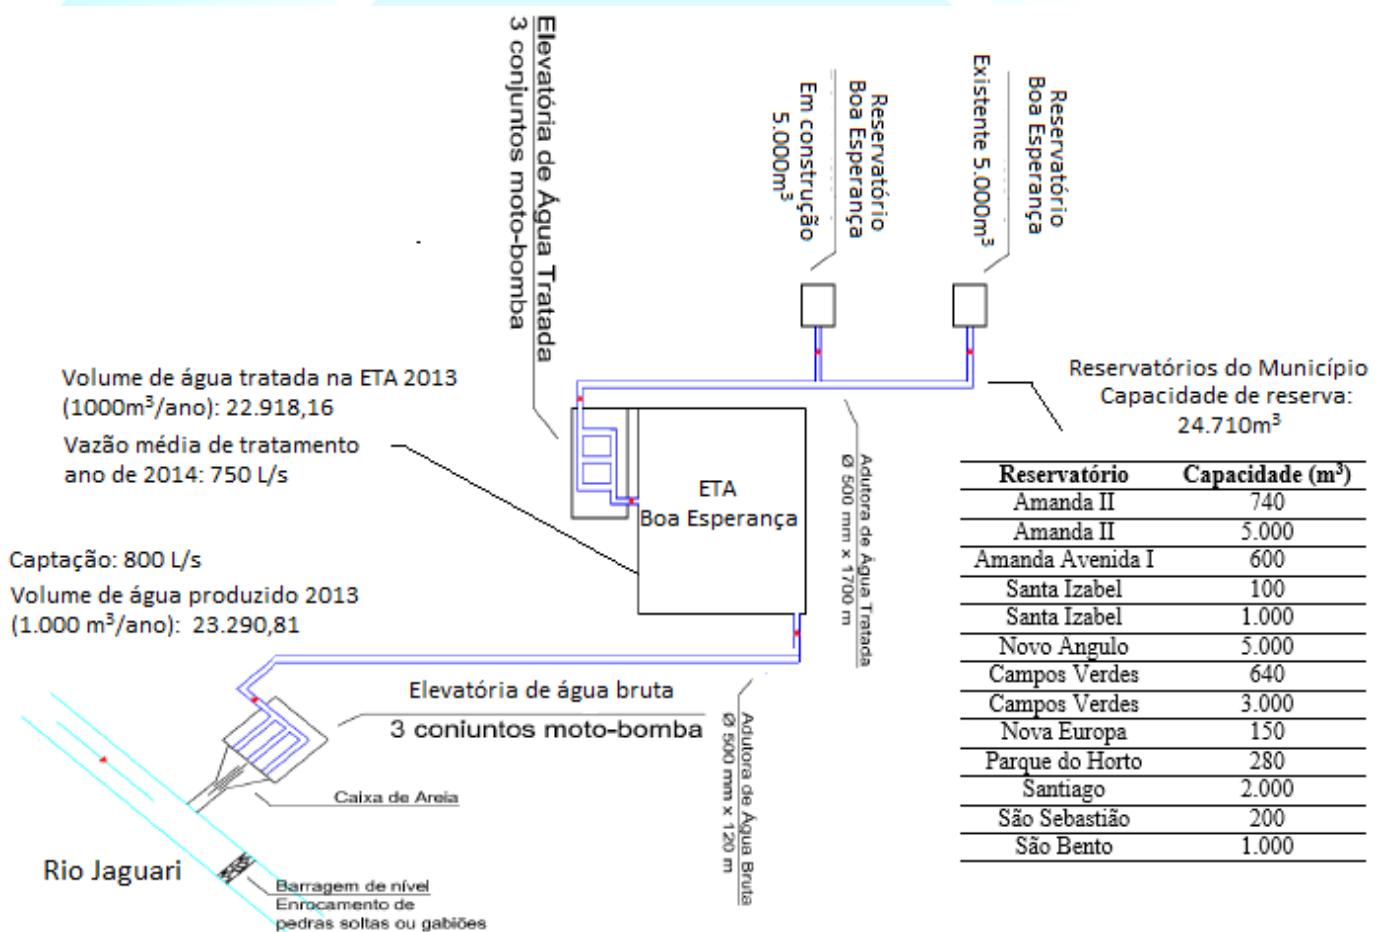 Elevatória de Água Tratada
3 conjuntos moto-bomba
Reservatório
Boa Esperança
Em construção
5.000m³
Reservatório
Boa Esperança
Existente 5.000m³
Volume de água tratada na ETA 2013
(1000m³/ano): 22.918,16
Vazão média de tratamento
ano de 2014: 750 L/s
Reservatórios do Município
Capacidade de reserva:
24.710m³
ETA
Boa Esperança
Adutora de Água Tratada
Ø 500 mm x 1700 m
Reservatório Capacidade (m³)
Amanda II 740
Amanda II 5.000
Amanda Avenida I 600
Santa Izabel 100
Santa Izabel 1.000
Novo Angulo 5.000
Campos Verdes 640
Campos Verdes 3.000
Nova Europa 150
Parque do Horto 280
Santiago 2.000
São Sebastião 200
São Bento 1.000
Captação: 800 L/s
Volume de água produzido 2013
(1.000 m³/ano): 23.290,81
Elevatória de água bruta
3 coniuntos moto-bomba
Adutora de Água Bruta
Ø 500 mm x 120 m
Caixa de Areia
Rio Jaguari
Barragem de nível
Enrocamento de
pedras soltas ou gabiões